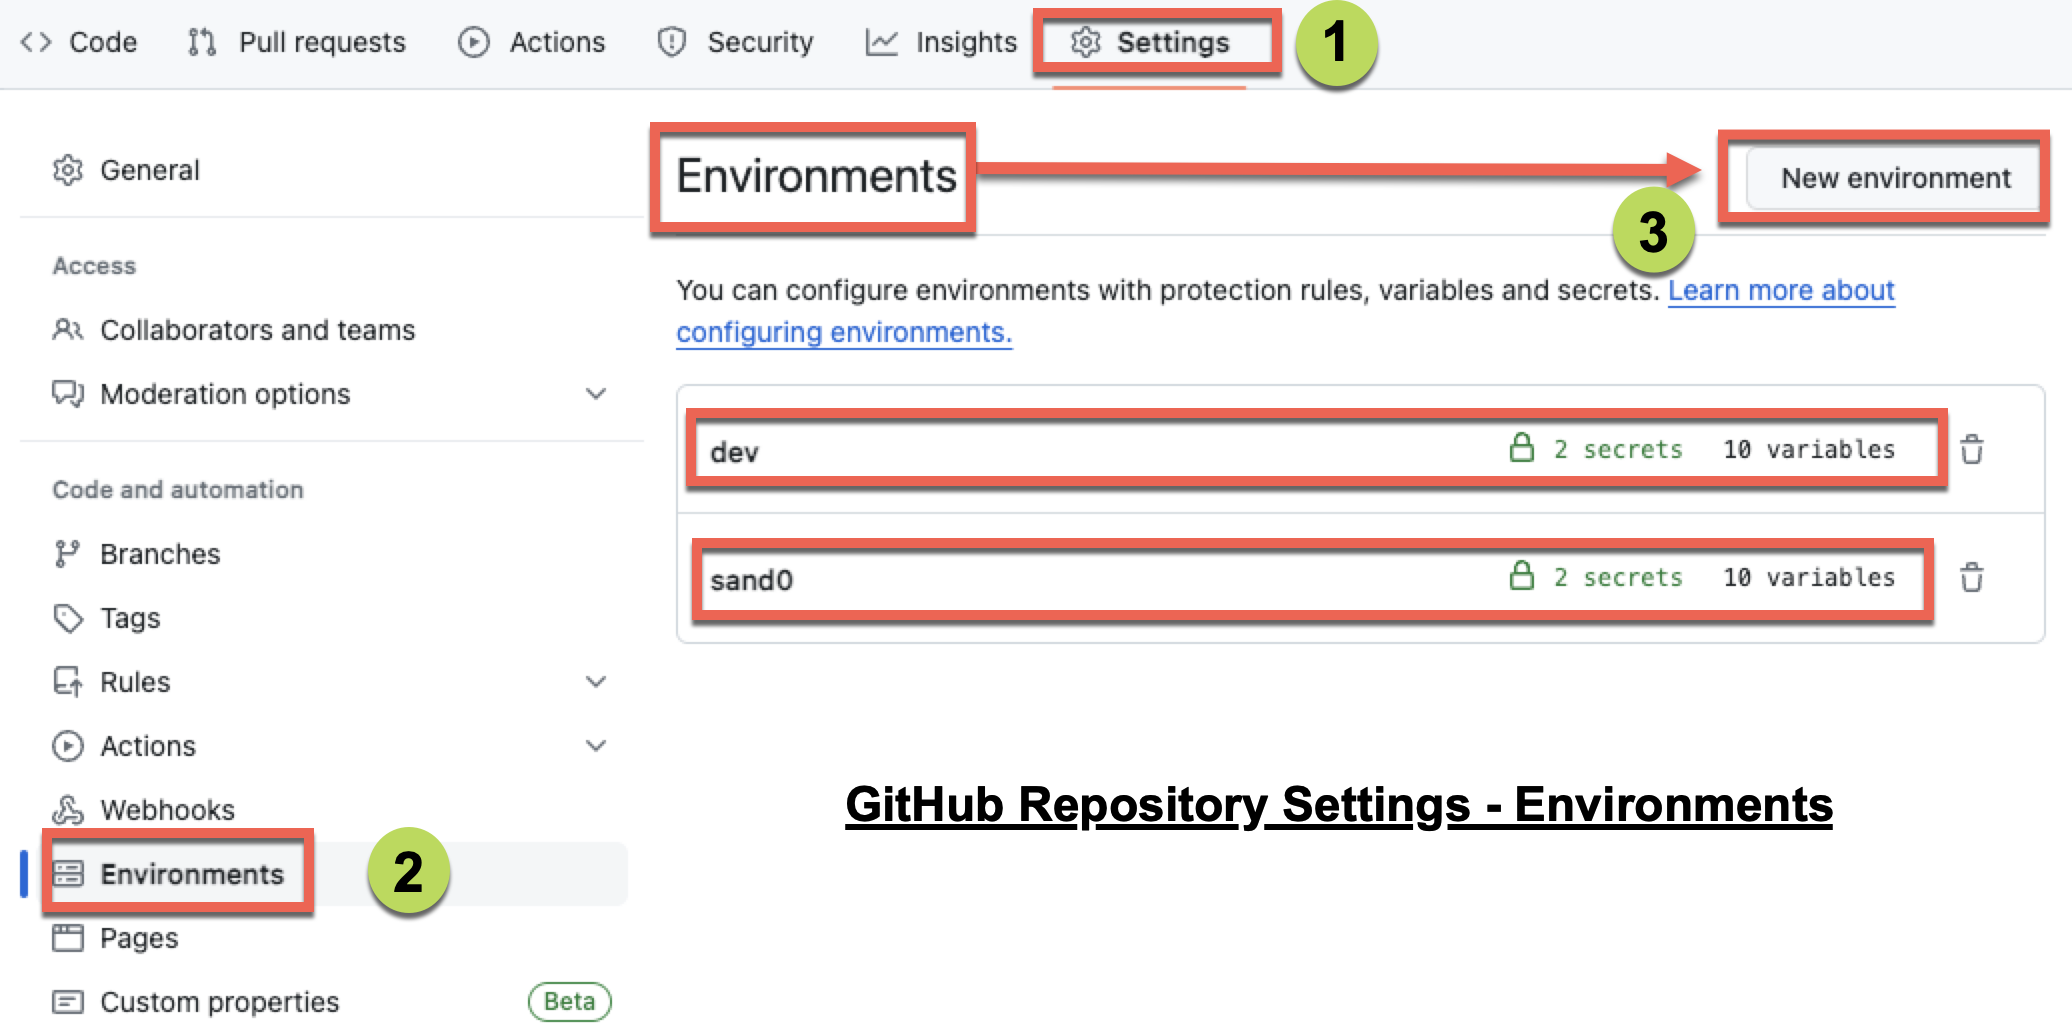 Code Pull requests Actions Security Insights Settings 1
General
Access
Collaborators and teams
Moderation options
Code and automation
Branches
Tags
Rules
Actions
Webhooks
Environments 2
Pages
Custom properties Beta
Environments New environment
3
You can configure environments with protection rules, variables and secrets. Learn more about
configuring environments.
dev 2 secrets 10 variables
sand0 2 secrets 10 variables
GitHub Repository Settings - Environments